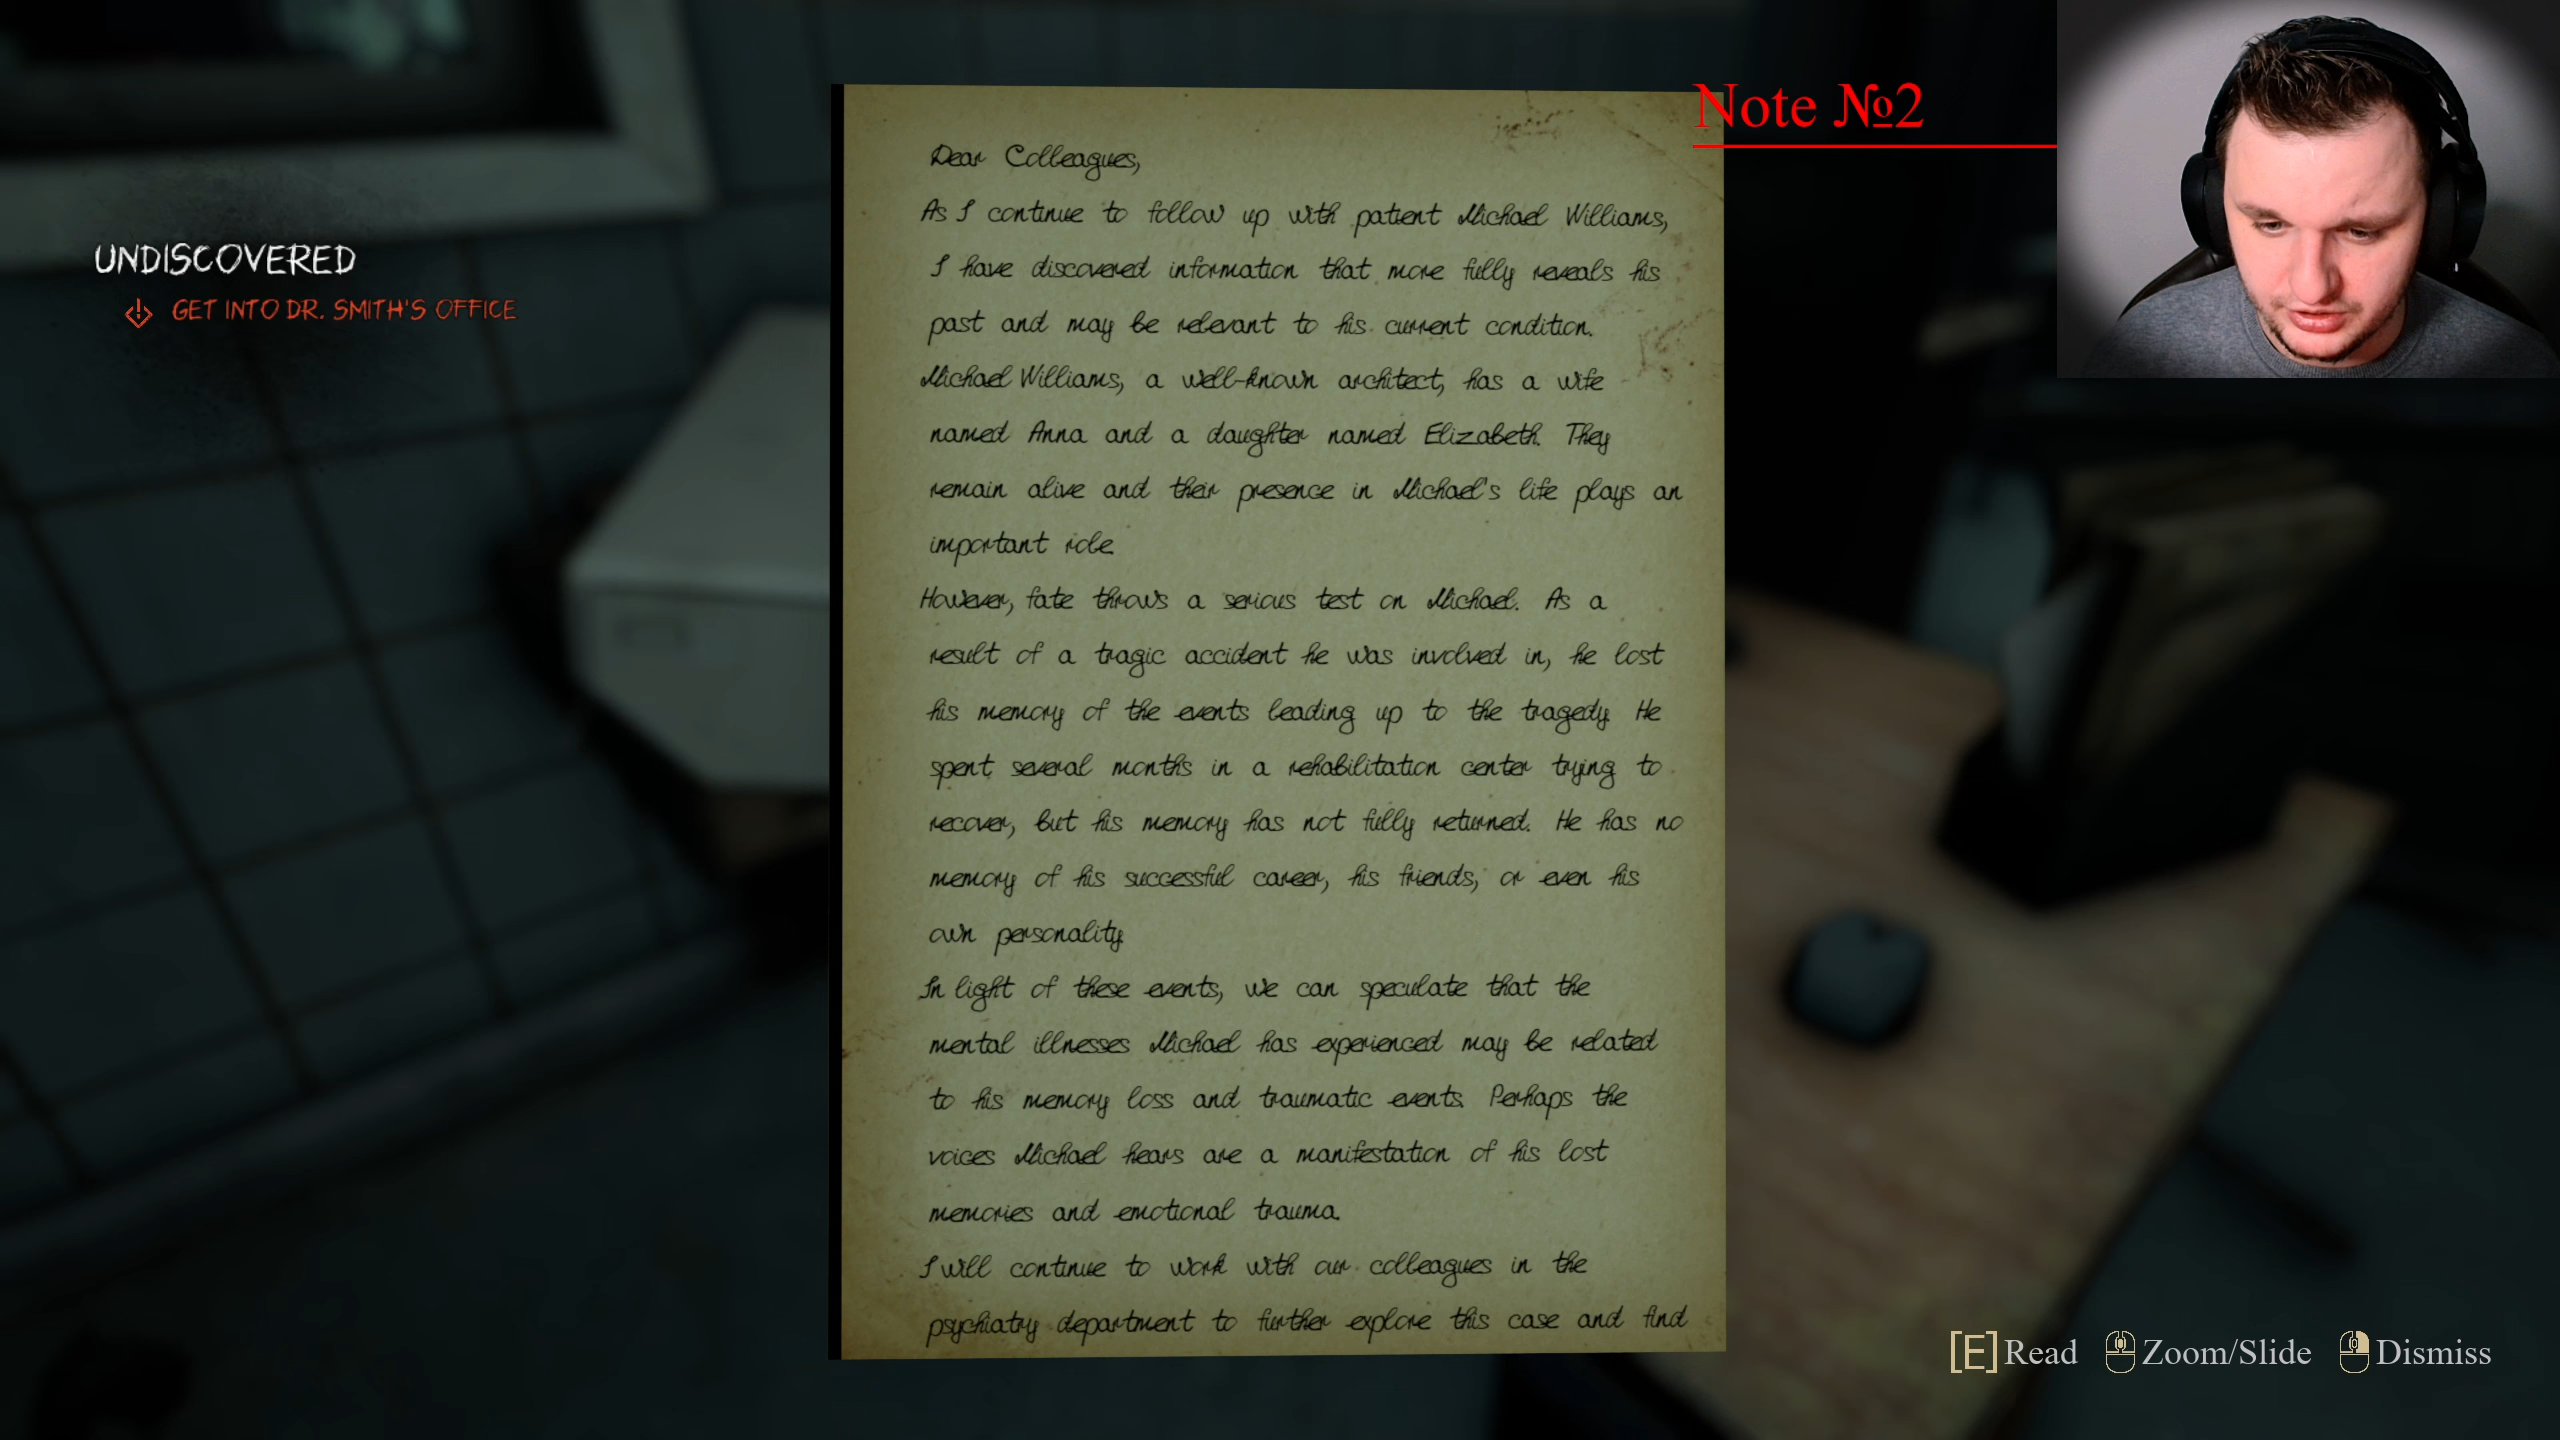 Note №2
UNDISCOVERED
GET INTO DR. SMITH'S OFFICE
Dear Colleagues,
As I continue to follow up with patient Michael Williams,
I have discovered information that more fully reveals his
past and may be relevant to his current condition.
Michael Williams, a well-known architect, has a wife
named Anna and a daughter named Elizabeth. They
remain alive and their presence in Michael's life plays an
important role.
However, fate throws a serious test on Michael. As a
result of a tragic accident he was involved in, he lost
his memory of the events leading up to the tragedy. He
spent several months in a rehabilitation center trying to
recover, but his memory has not fully returned. He has no
memory of his successful career, his friends, or even his
own personality.
In light of these events, we can speculate that the
mental illnesses Michael has experienced may be related
to his memory loss and traumatic events. Perhaps the
voices Michael hears are a manifestation of his lost
memories and emotional trauma.
I will continue to work with our colleagues in the
psychiatry department to further explore this case and find
[E] Read Zoom/Slide Dismiss